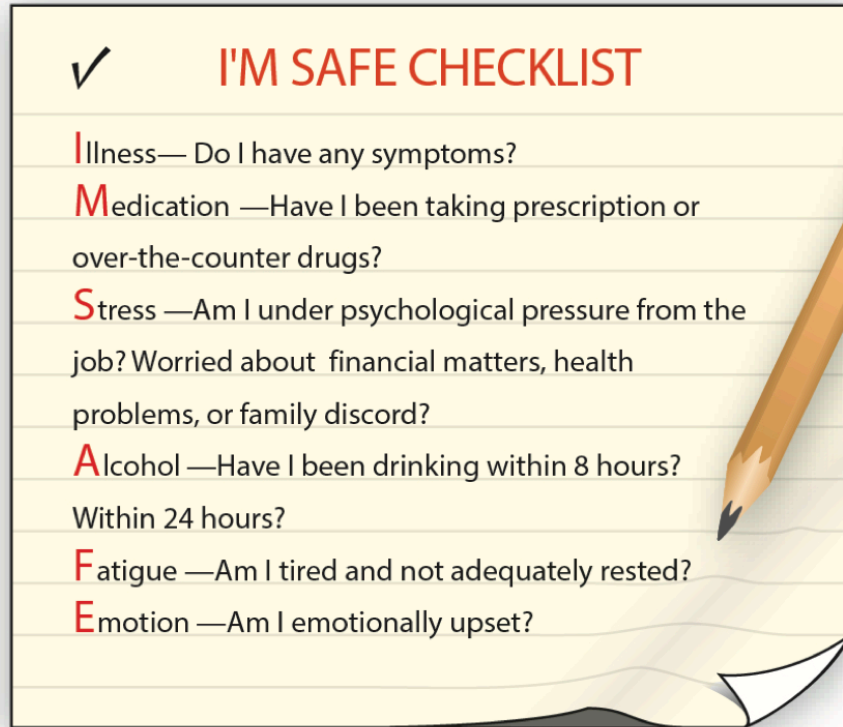 ✓ I'M SAFE CHECKLIST
Illness— Do I have any symptoms?
Medication —Have I been taking prescription or
over-the-counter drugs?
Stress —Am I under psychological pressure from the
job? Worried about financial matters, health
problems, or family discord?
Alcohol —Have I been drinking within 8 hours?
Within 24 hours?
Fatigue —Am I tired and not adequately rested?
Emotion —Am I emotionally upset?